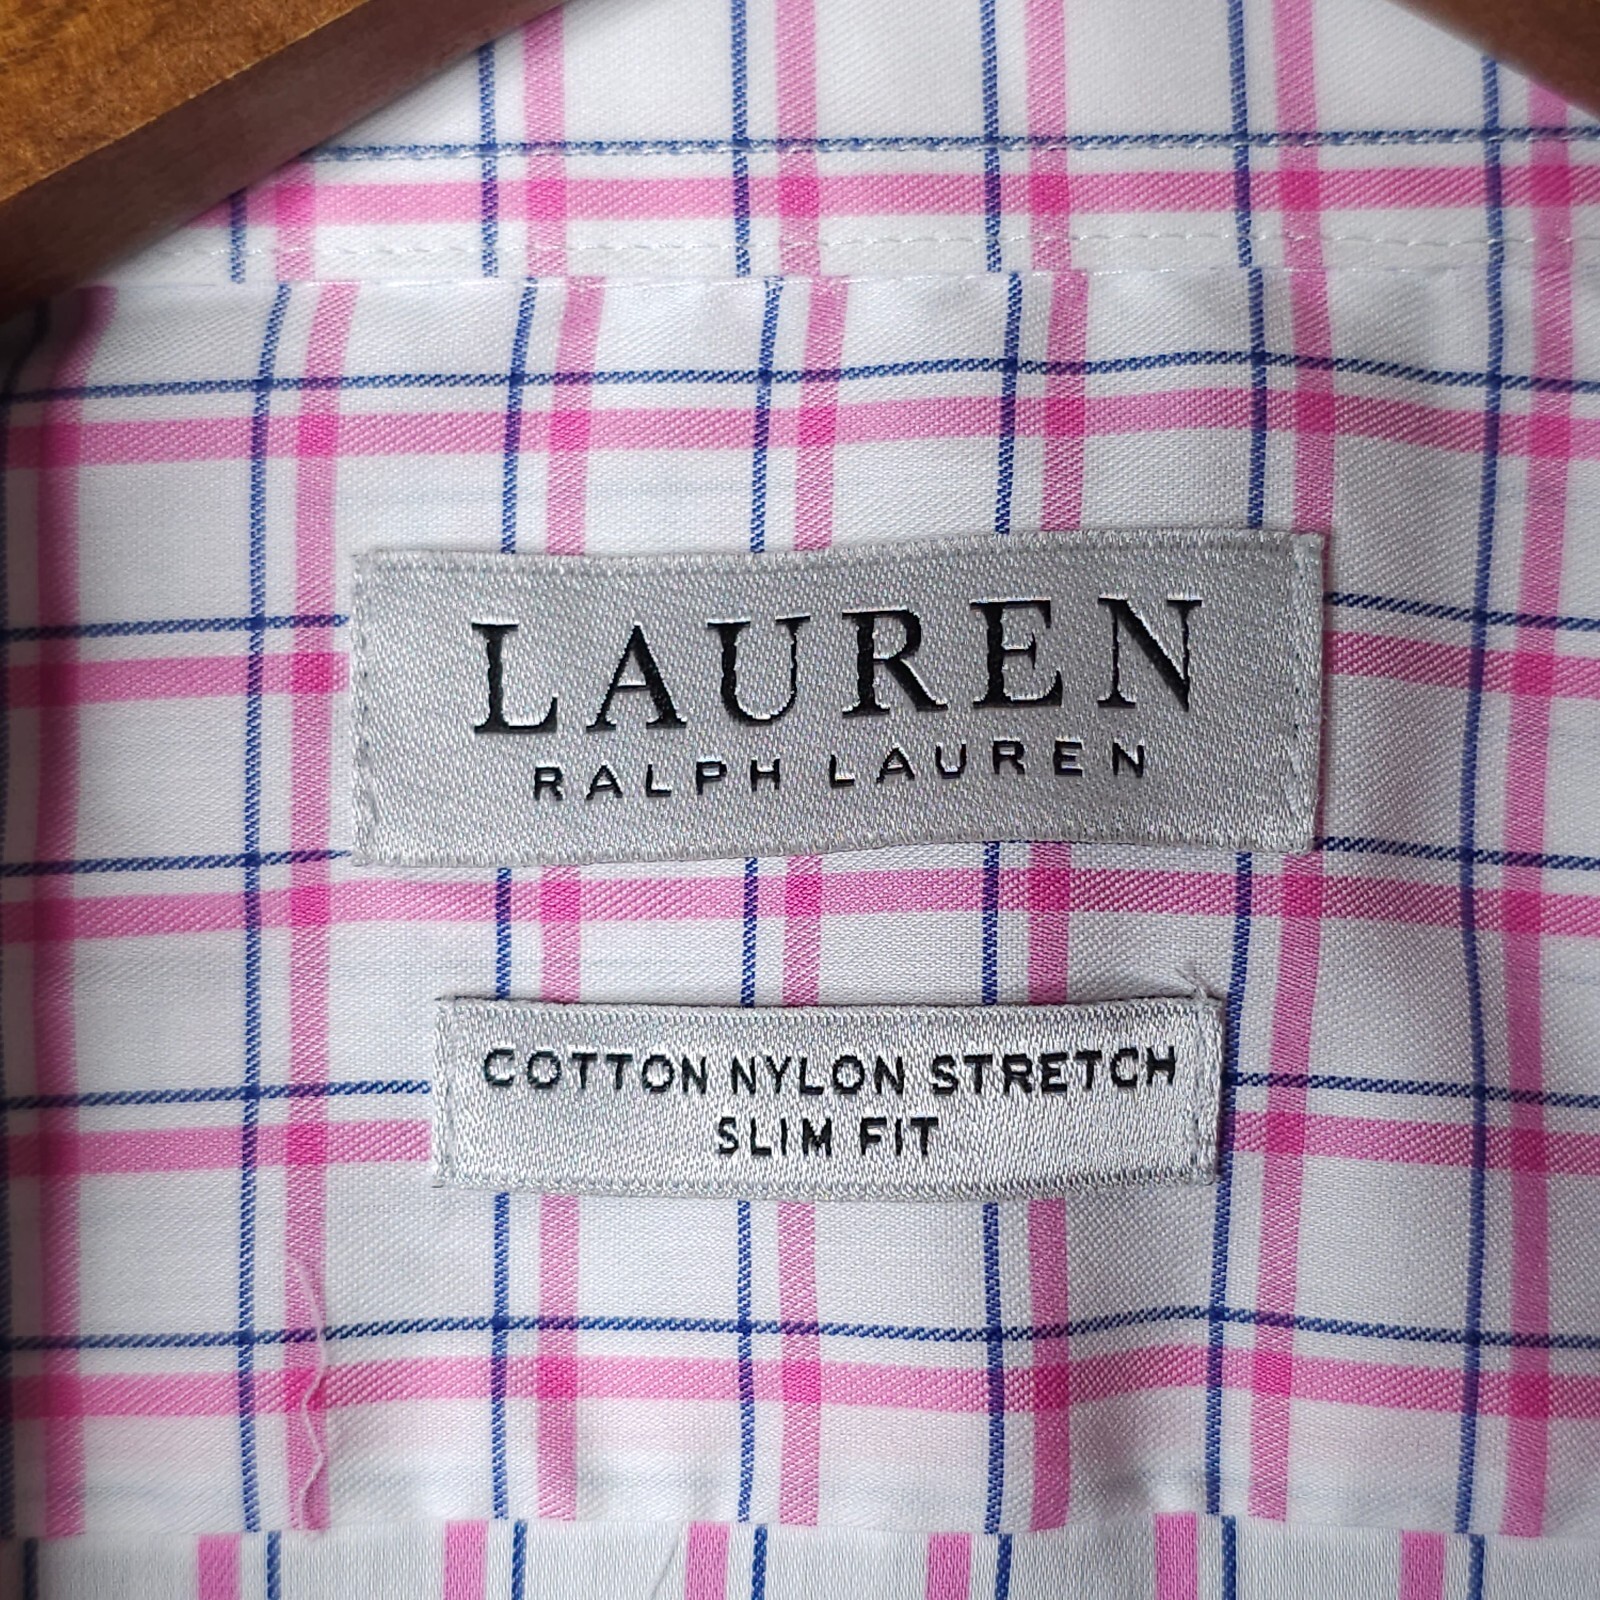 LAUREN
RALPH LAUREN
COTTON NYLON STRETCH
SLIM FIT